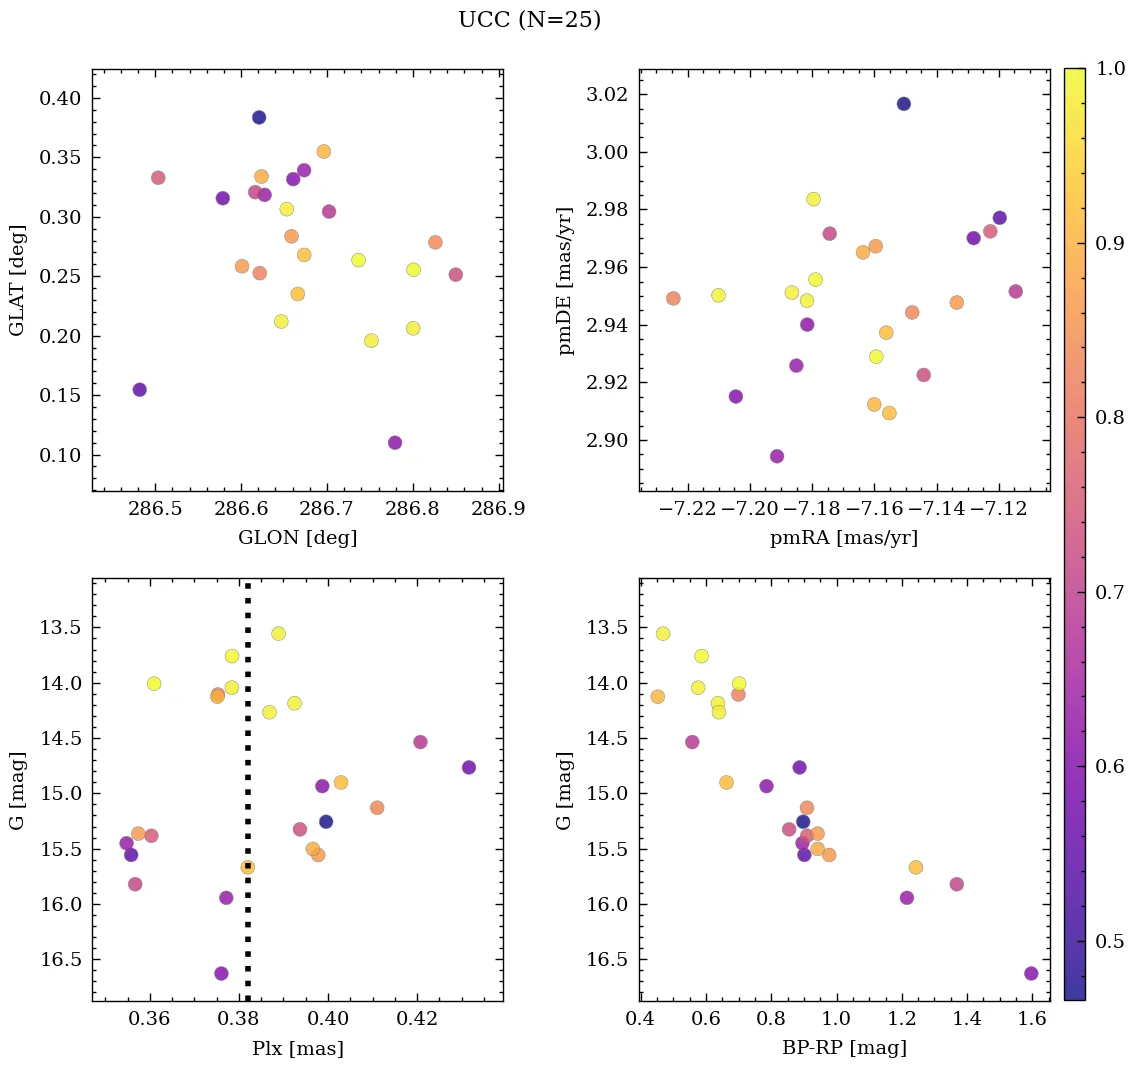 UCC (N=25)
0.40
0.35
0.30
0.25
0.20
0.15
0.10
GLAT [deg]
286.5 286.6 286.7 286.8 286.9
GLON [deg]
3.02
3.00
2.98
2.96
2.94
2.92
2.90
pmDE [mas/yr]
−7.22 −7.20 −7.18 −7.16 −7.14 −7.12
pmRA [mas/yr]
13.5
14.0
14.5
15.0
15.5
16.0
16.5
G [mag]
0.36 0.38 0.40 0.42
Plx [mas]
13.5
14.0
14.5
15.0
15.5
16.0
16.5
G [mag]
0.4 0.6 0.8 1.0 1.2 1.4 1.6
BP-RP [mag]
1.0
0.9
0.8
0.7
0.6
0.5